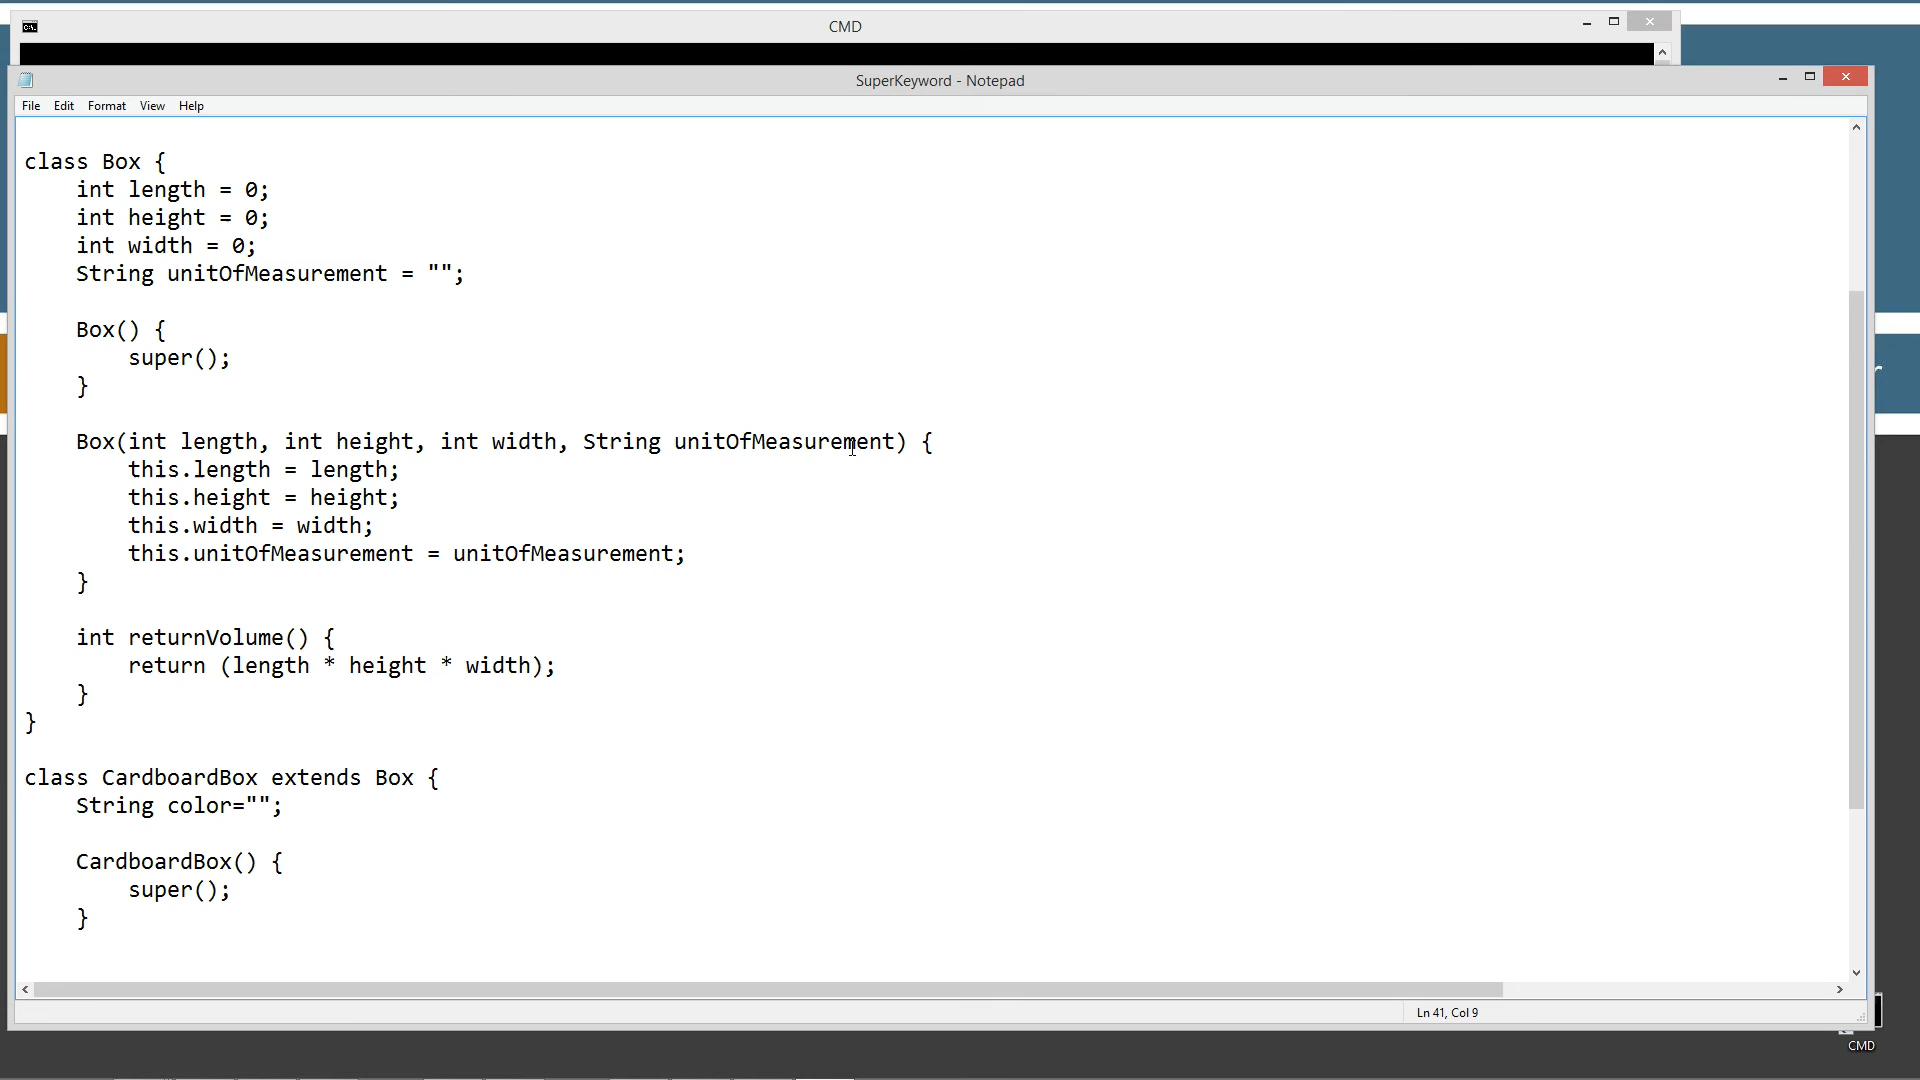 CMD
SuperKeyword - Notepad
File Edit Format View Help
class Box {
    int length = 0;
    int height = 0;
    int width = 0;
    String unitOfMeasurement = "";
    Box() {
        super();
    }
    Box(int length, int height, int width, String unitOfMeasurement) {
        this.length = length;
        this.height = height;
        this.width = width;
        this.unitOfMeasurement = unitOfMeasurement;
    }
    int returnVolume() {
        return (length * height * width);
    }
}
class CardboardBox extends Box {
    String color="";
    CardboardBox() {
        super();
    }
Ln 41, Col 9
CMD